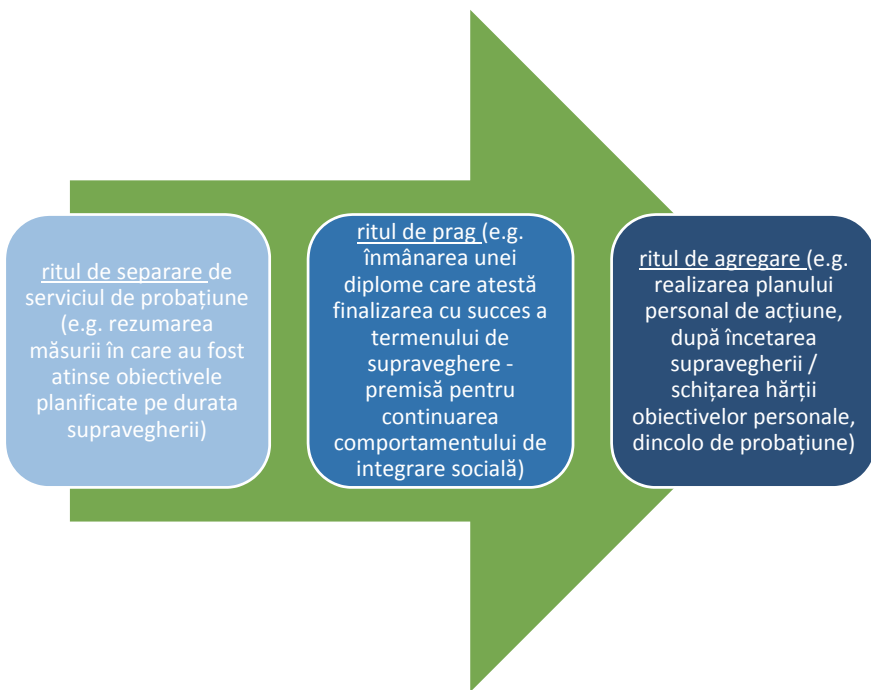 ritul de separare de
serviciul de probațiune
(e.g. rezumarea
măsurii în care au fost
atinse obiectivele
planificate pe durata
supravegherii)
ritul de prag (e.g.
înmânarea unei
diplome care atestă
finalizarea cu succes a
termenului de
supraveghere -
premisă pentru
continuarea
comportamentului de
integrare socială)
ritul de agregare (e.g.
realizarea planului
personal de acțiune,
după încetarea
supravegherii /
schițarea hărții
obiectivelor personale,
dincolo de probațiune)